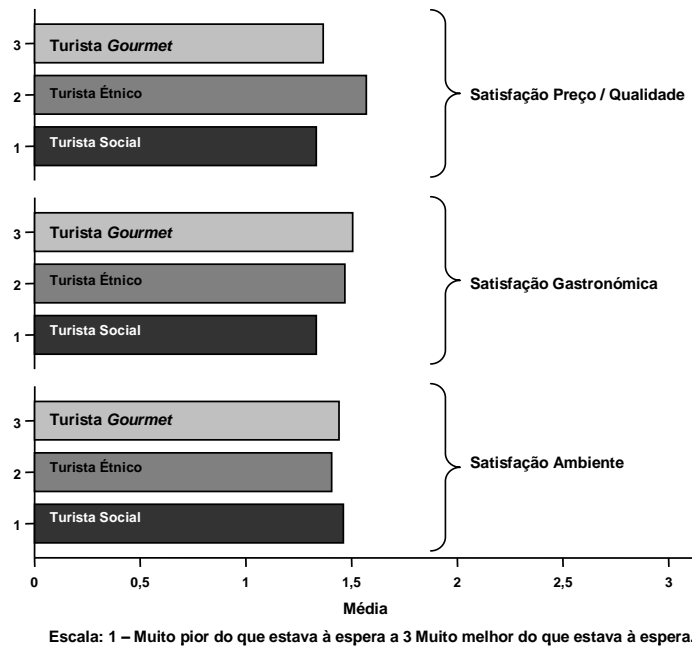 3 Turista Gourmet
2 Turista Étnico
1 Turista Social
Satisfação Preço / Qualidade
3 Turista Gourmet
2 Turista Étnico
1 Turista Social
Satisfação Gastronómica
3 Turista Gourmet
2 Turista Étnico
1 Turista Social
Satisfação Ambiente
0 0,5 1 1,5 2 2,5 3
Média
Escala: 1 – Muito pior do que estava à espera a 3 Muito melhor do que estava à espera.